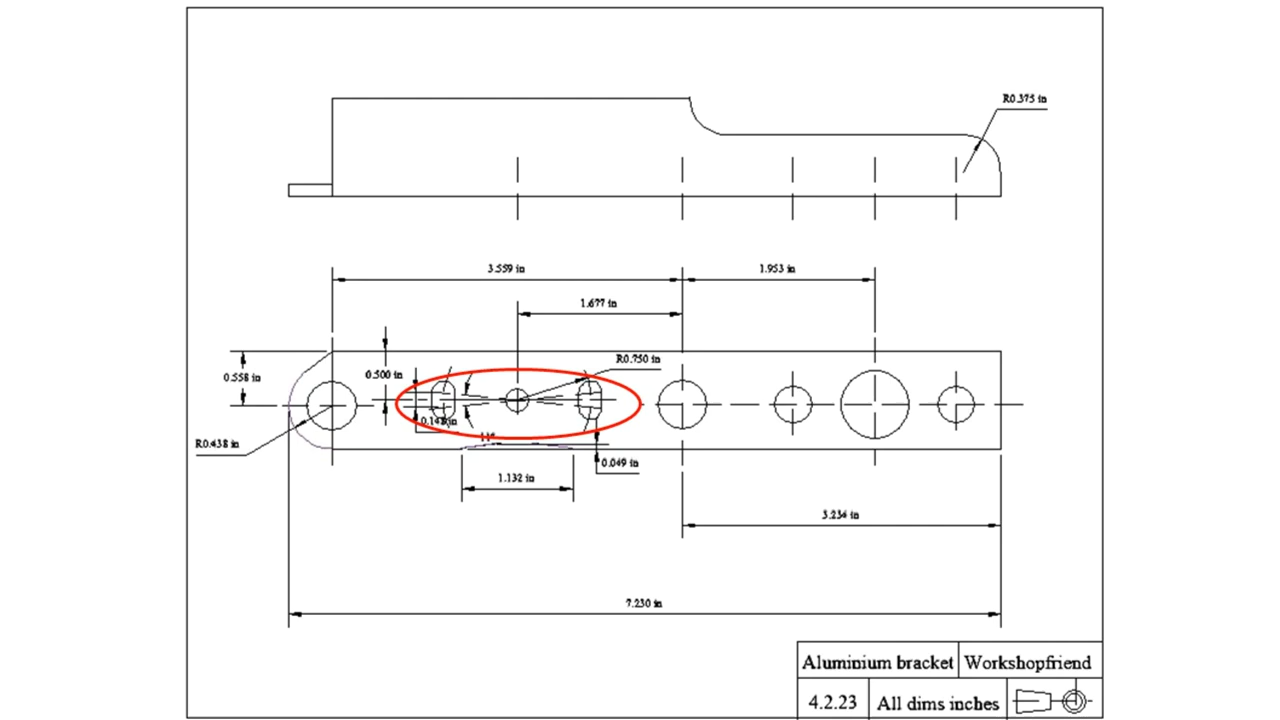 R0.375 in
3.559 in
1.953 in
1.677 in
R0.750 in
0.558 in
0.500 in
R0.438 in
0.049 in
1.132 in
3.234 in
7.230 in
Aluminium bracket
Workshopfriend
4.2.23
All dims inches